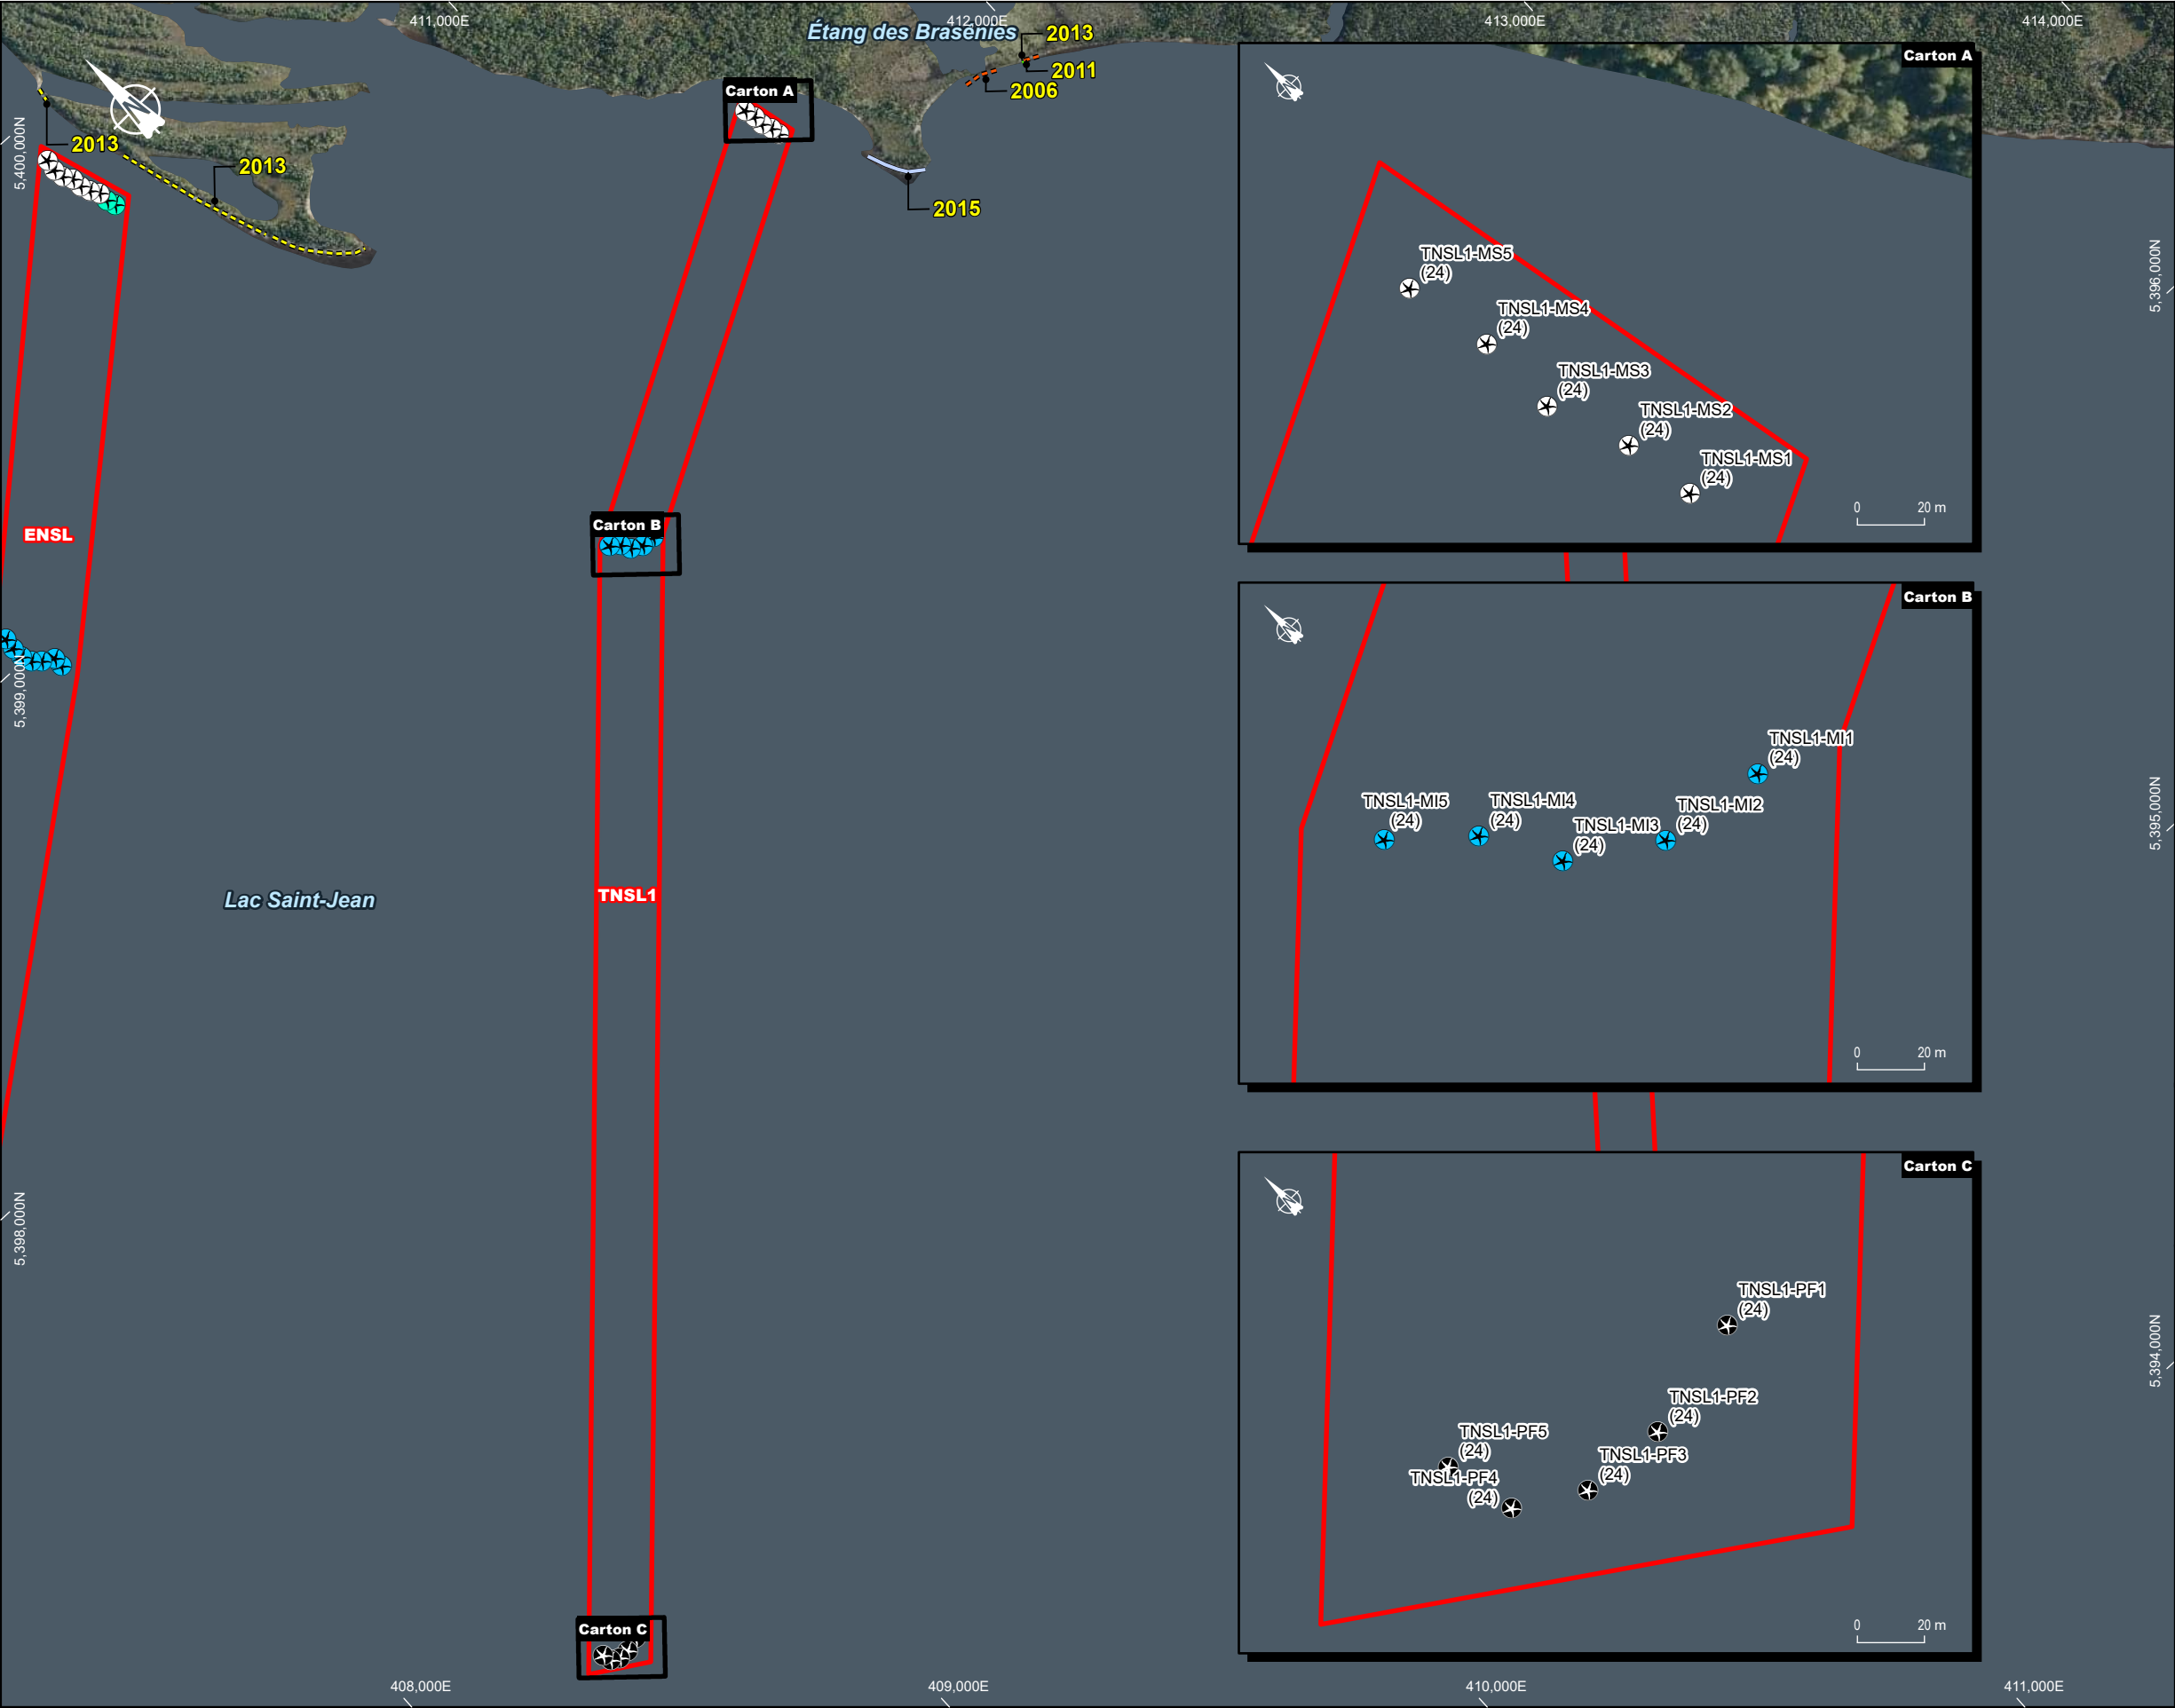 411,000E
412,000E
413,000E
414,000E
Étang des Brasénies
2013
2011
2006
Carton A
2013
2013
2015
5,400,000N
5,399,000N
5,398,000N
ENSL
Carton B
Lac Saint-Jean
TNSL1
Carton C
408,000E
409,000E
410,000E
411,000E
5,396,000N
5,395,000N
5,394,000N
Carton A
TNSL1-MS5
(24)
TNSL1-MS4
(24)
TNSL1-MS3
(24)
TNSL1-MS2
(24)
TNSL1-MS1
(24)
0 20 m
Carton B
TNSL1-MI1
(24)
TNSL1-MI5
(24)
TNSL1-MI4
(24)
TNSL1-MI3
(24)
TNSL1-MI2
(24)
0 20 m
Carton C
TNSL1-PF1
(24)
TNSL1-PF2
(24)
TNSL1-PF5
(24)
TNSL1-PF3
(24)
TNSL1-PF4
(24)
0 20 m